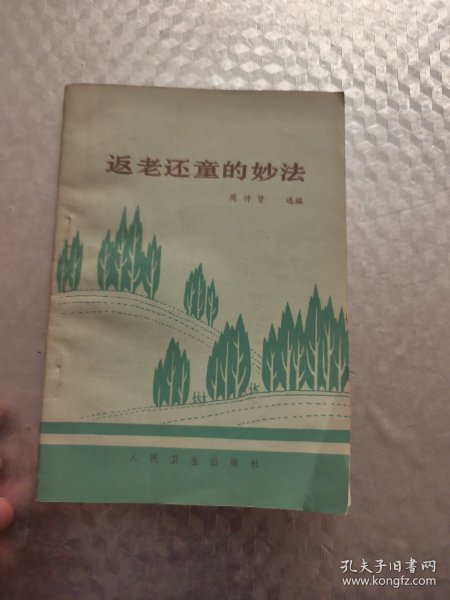 返老还童的妙法
周仲贤 选编
人民卫生出版社
孔夫子旧书网
www.kongfz.com